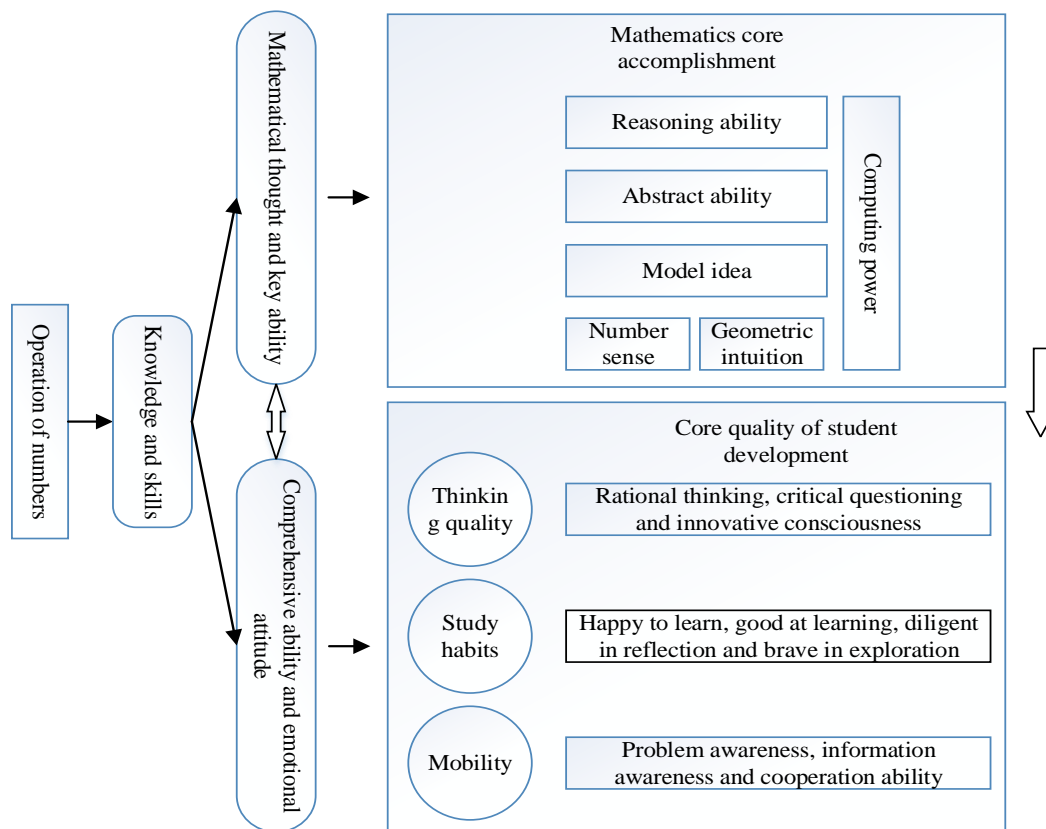 Operation of numbers
Knowledge and skills
Mathematical thought and key ability
Comprehensive ability and emotional
attitude
Mathematics core
accomplishment
Reasoning ability
Abstract ability
Model idea
Number
sense
Geometric
intuition
Computing power
Core quality of student
development
Thinkin
g quality
Rational thinking, critical questioning
and innovative consciousness
Study
habits
Happy to learn, good at learning, diligent
in reflection and brave in exploration
Mobility
Problem awareness, information
awareness and cooperation ability